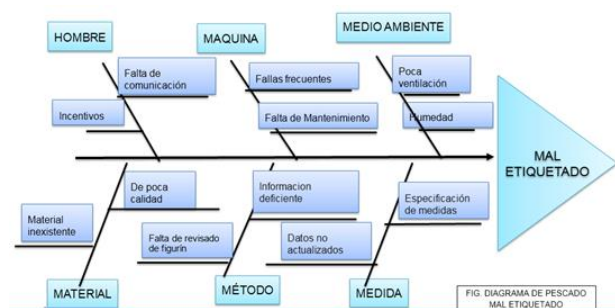 HOMBRE
MAQUINA
MEDIO AMBIENTE
Falta de
comunicación
Incentivos
Fallas frecuentes
Falta de Mantenimiento
Poca
ventilación
Humedad
MAL
ETIQUETADO
De poca
calidad
Material
inexistente
Informacion
deficiente
Falta de revisado
de figurín
Especificación
de medidas
Datos no
actualizados
MATERIAL
MÉTODO
MEDIDA
FIG. DIAGRAMA DE PESCADO
MAL ETIQUETADO